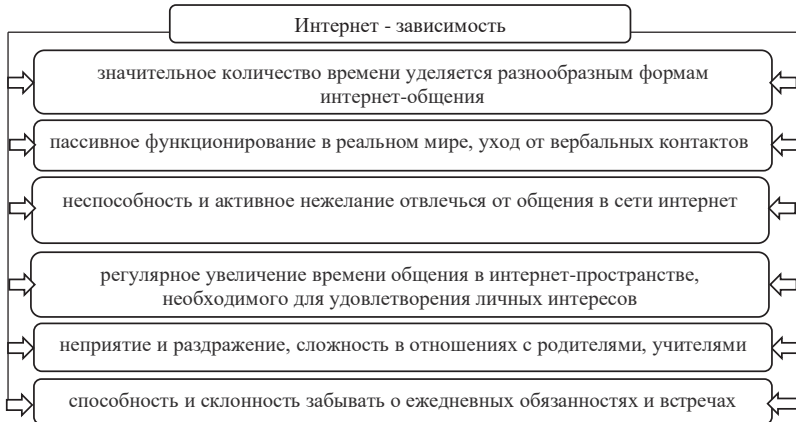 Интернет - зависимость
значительное количество времени уделяется разнообразным формам
интернет-общения
пассивное функционирование в реальном мире, уход от вербальных контактов
неспособность и активное нежелание отвлечься от общения в сети интернет
регулярное увеличение времени общения в интернет-пространстве,
необходимого для удовлетворения личных интересов
неприятие и раздражение, сложность в отношениях с родителями, учителями
способность и склонность забывать о ежедневных обязанностях и встречах